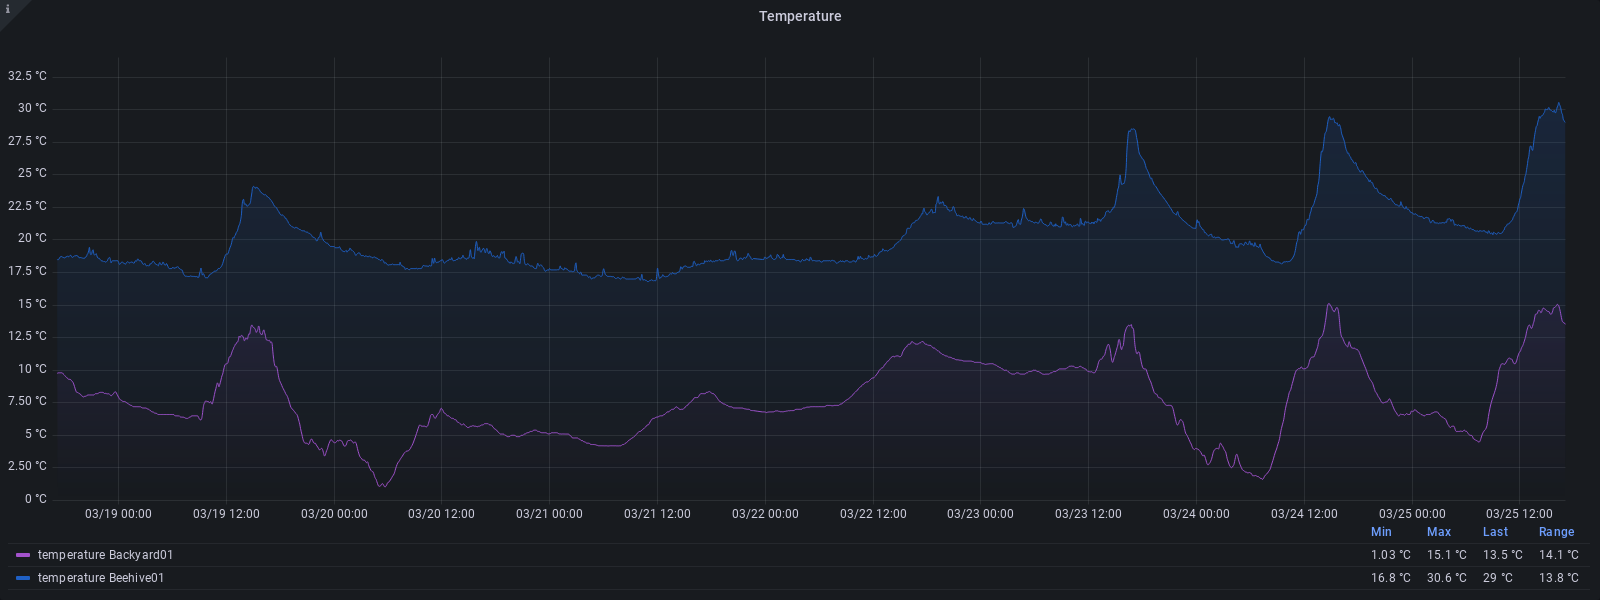 i
Temperature
32.5 °C
30 °C
27.5 °C
25 °C
22.5 °C
20 °C
17.5 °C
15 °C
12.5 °C
10 °C
7.50 °C
5 °C
2.50 °C
0 °C
03/19 00:00 03/19 12:00 03/20 00:00 03/20 12:00 03/21 00:00 03/21 12:00 03/22 00:00 03/22 12:00 03/23 00:00 03/23 12:00 03/24 00:00 03/24 12:00 03/25 00:00 03/25 12:00
Min Max Last Range
temperature Backyard01 1.03 °C 15.1 °C 13.5 °C 14.1 °C
temperature Beehive01 16.8 °C 30.6 °C 29 °C 13.8 °C